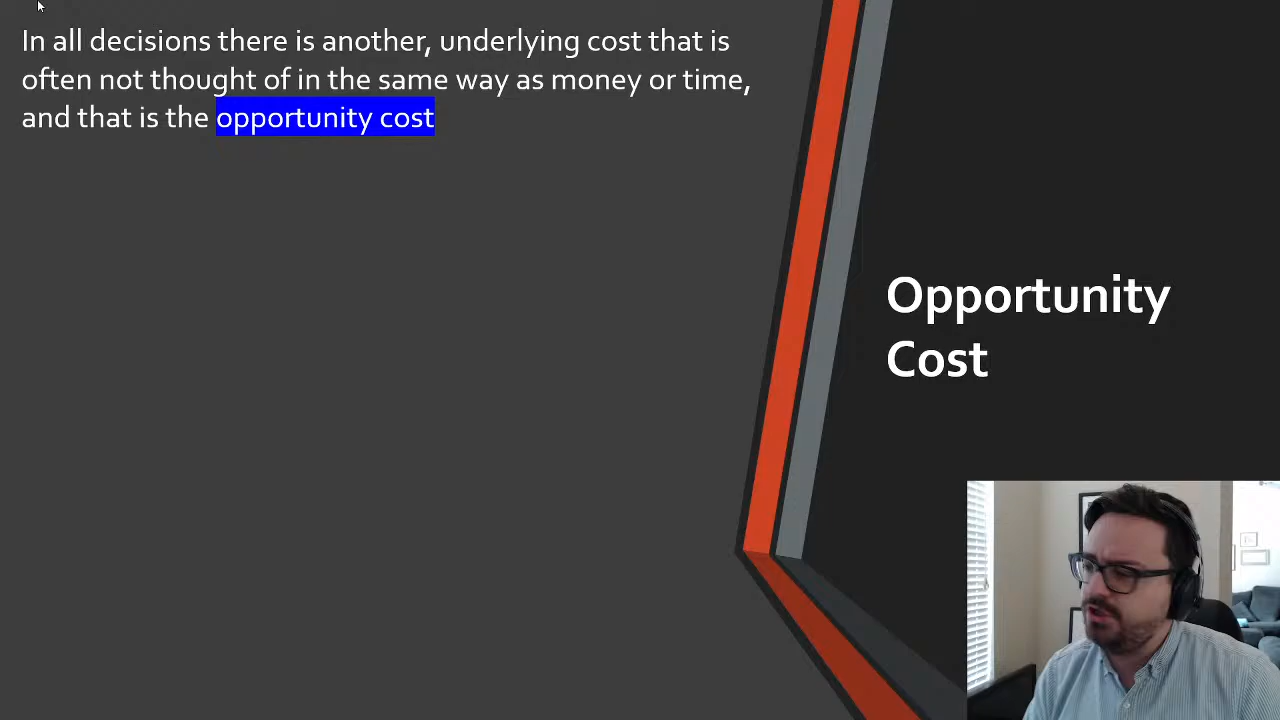 In all decisions there is another, underlying cost that is
often not thought of in the same way as money or time,
and that is the opportunity cost
Opportunity
Cost